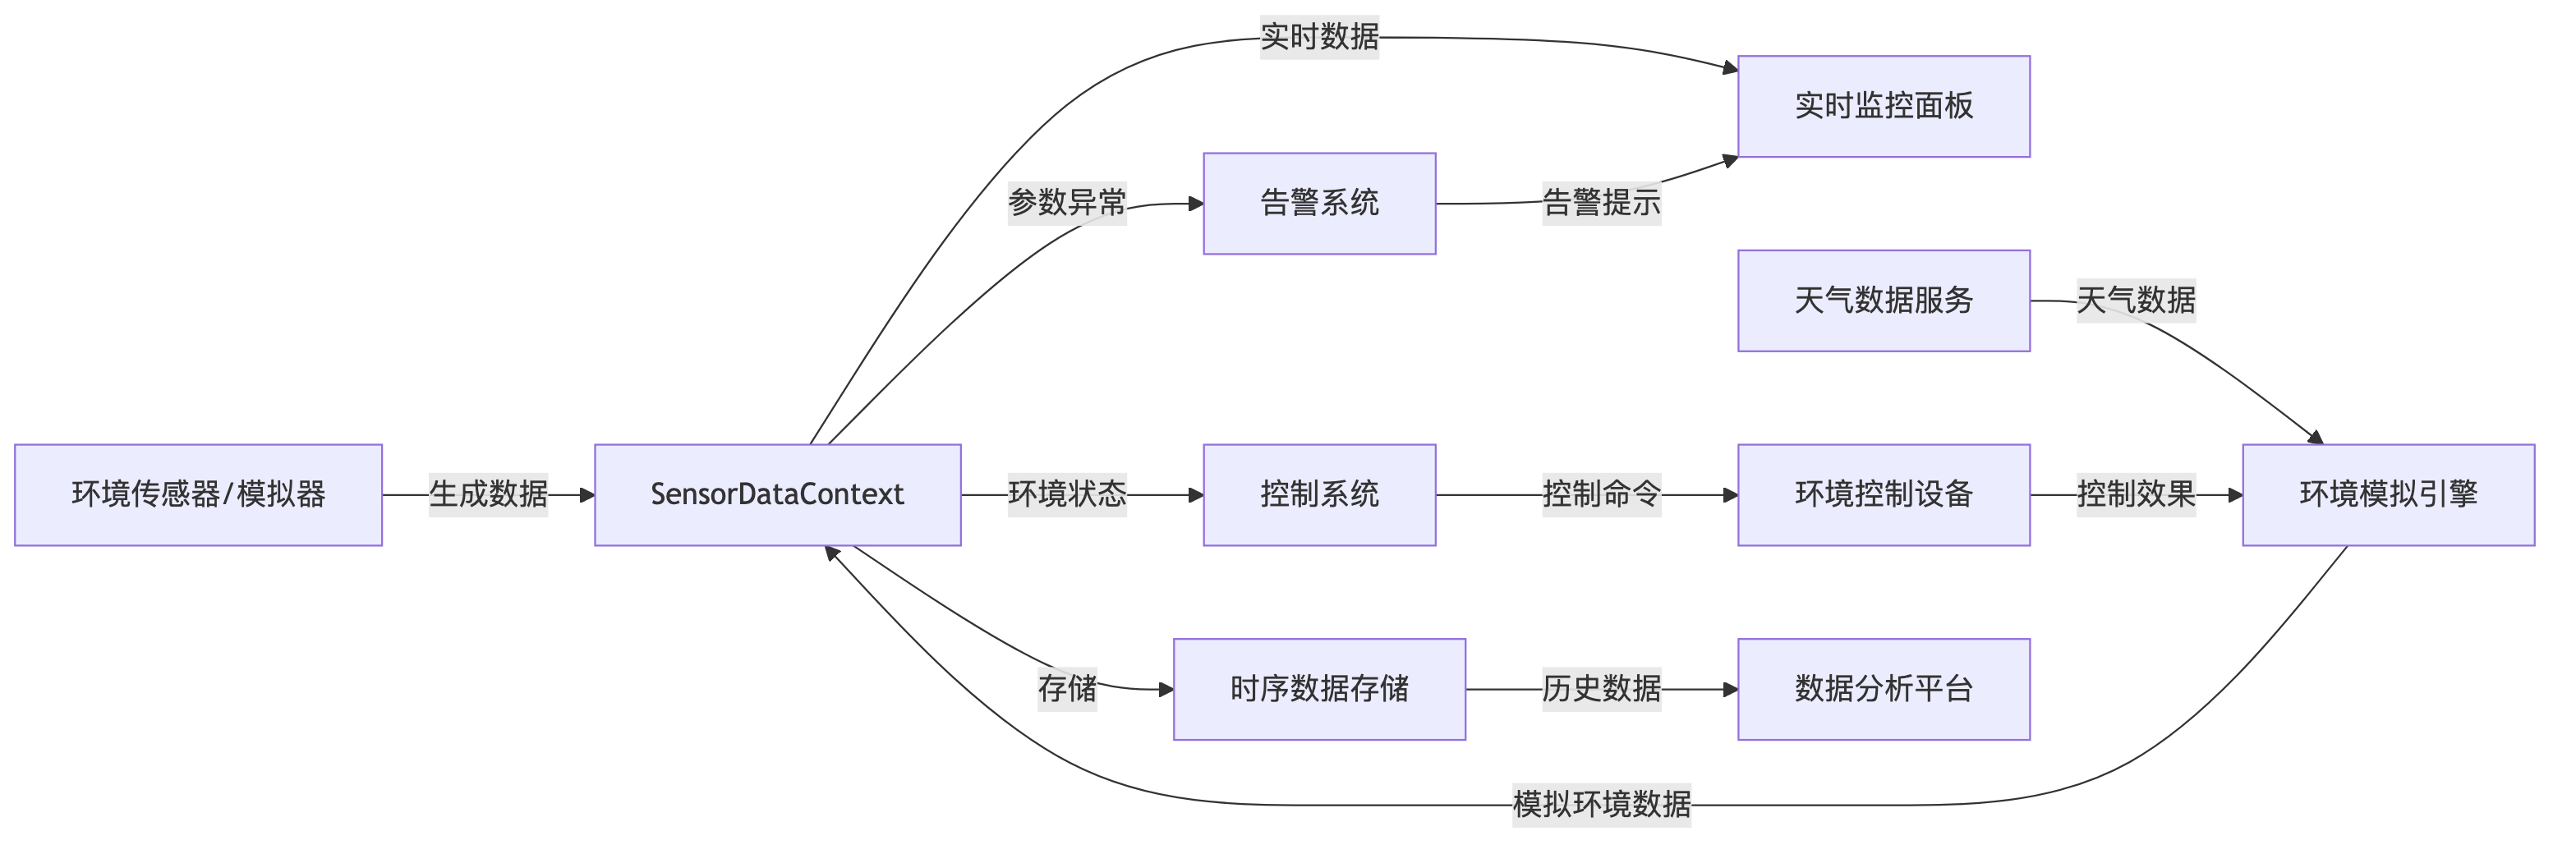 实时数据
实时监控面板
参数异常
告警系统
告警提示
天气数据服务
天气数据
环境传感器/模拟器
生成数据
SensorDataContext
环境状态
控制系统
控制命令
环境控制设备
控制效果
环境模拟引擎
存储
时序数据存储
历史数据
数据分析平台
模拟环境数据